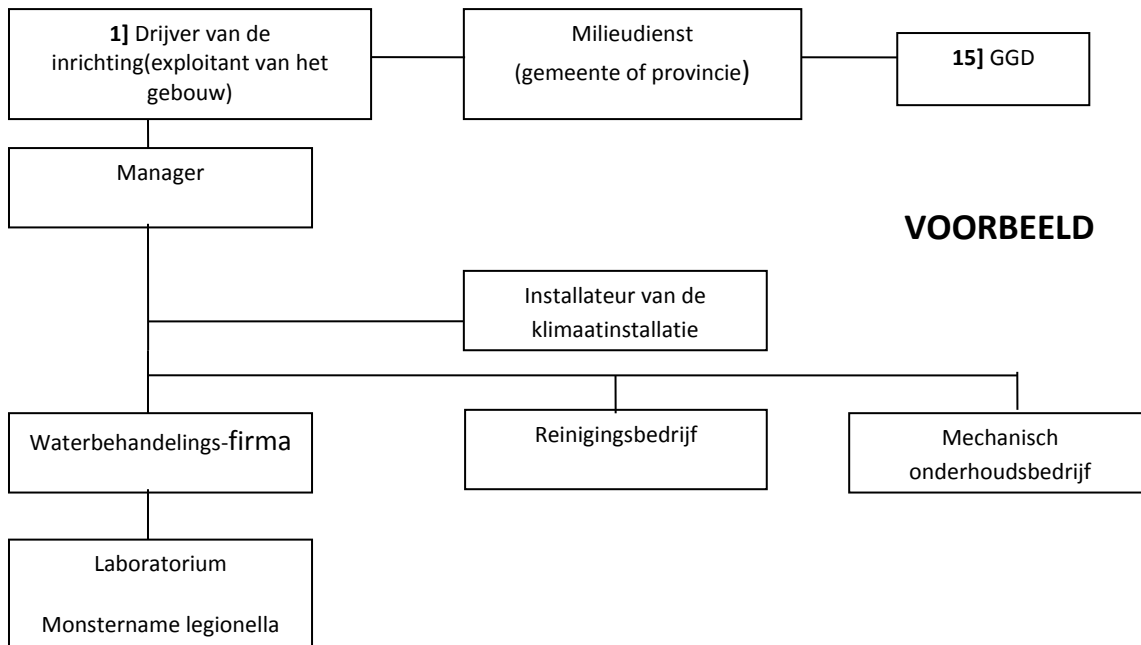 1] Drijver van de
inrichting(exploitant van het
gebouw)
Milieudienst
(gemeente of provincie)
15] GGD
Manager
VOORBEELD
Installateur van de
klimaatinstallatie
Waterbehandelings-firma
Reinigingsbedrijf
Mechanisch
onderhoudsbedrijf
Laboratorium
Monstername legionella